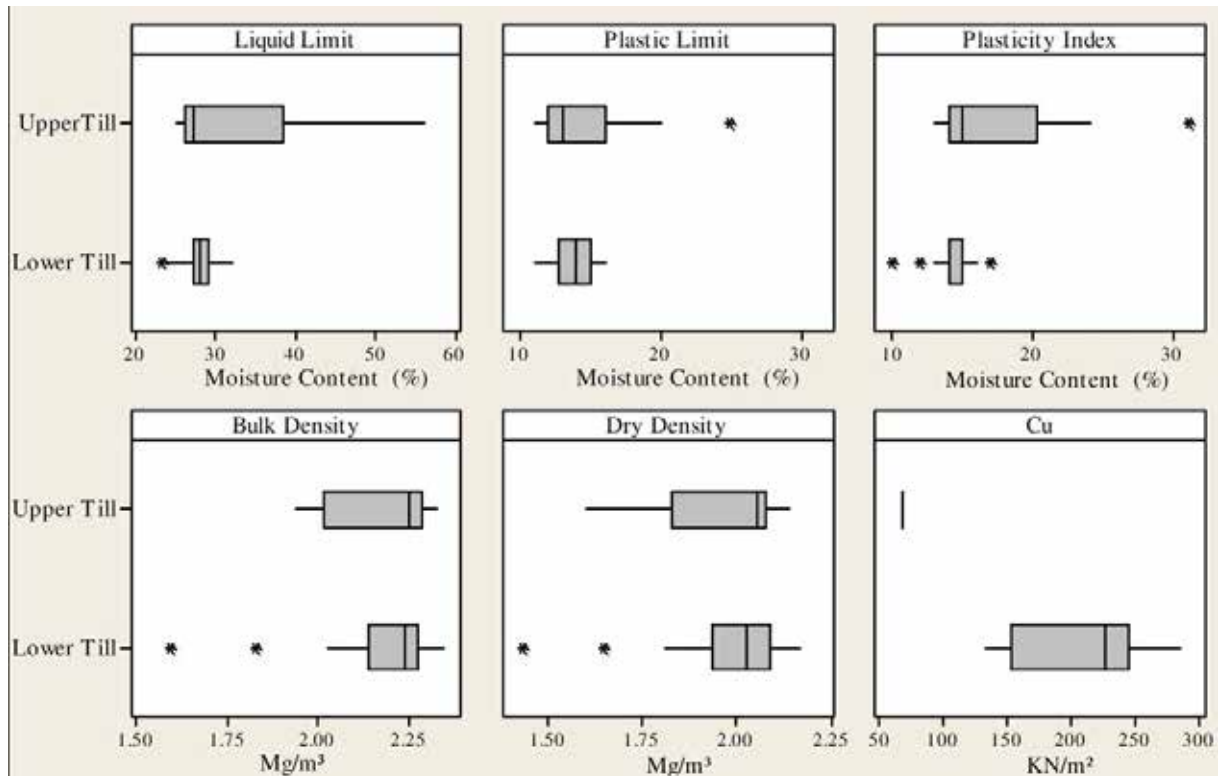 Liquid Limit
Plastic Limit
Plasticity Index
UpperTill
Lower Till
20 30 40 50 60
10 20 30
10 20 30
Moisture Content (%)
Moisture Content (%)
Moisture Content (%)
Bulk Density
Dry Density
Cu
Upper Till
Lower Till
1.50 1.75 2.00 2.25
1.50 1.75 2.00 2.25
50 100 150 200 250 300
Mg/m³
Mg/m³
KN/m²